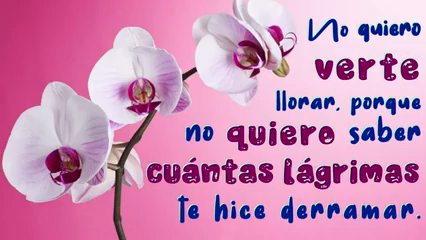 No quiero
verte
llorar, porque
no quiero saber
cuántas lágrimas
te hice derramar.